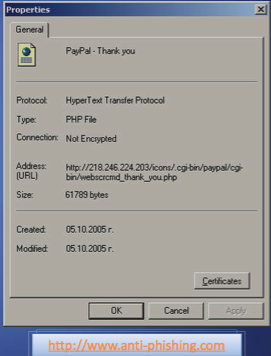 Properties
General
PayPal - Thank you
Protocol: HyperText Transfer Protocol
Type: PHP File
Connection: Not Encrypted
Address: (URL) http://218.246.224.203/icons/.cgi-bin/paypal/cgi-
bin/webscrcmd_thank_you.php
Size: 61789 bytes
Created: 05.10.2005 г.
Modified: 05.10.2005 г.
Certificates
OK Cancel Apply
http://www.anti-phishing.com